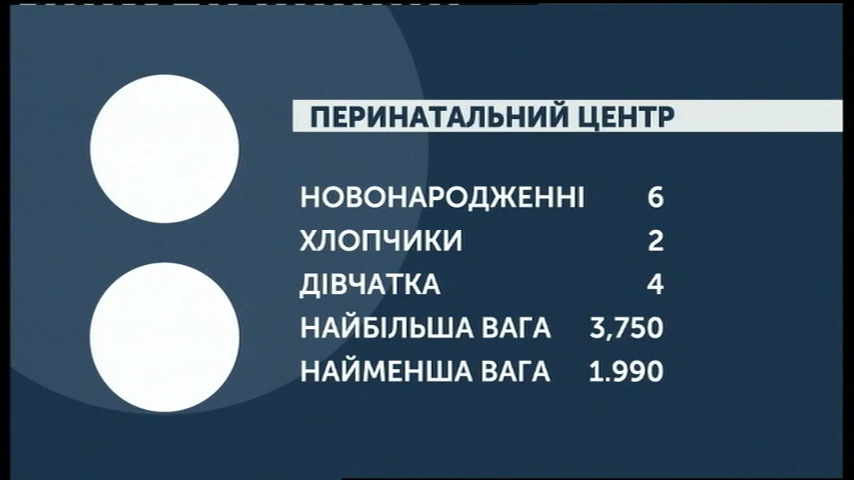 ПЕРИНАТАЛЬНИЙ ЦЕНТР
НОВОНАРОДЖЕННІ 6
ХЛОПЧИКИ 2
ДІВЧАТКА 4
НАЙБІЛЬША ВАГА 3,750
НАЙМЕНША ВАГА 1.990